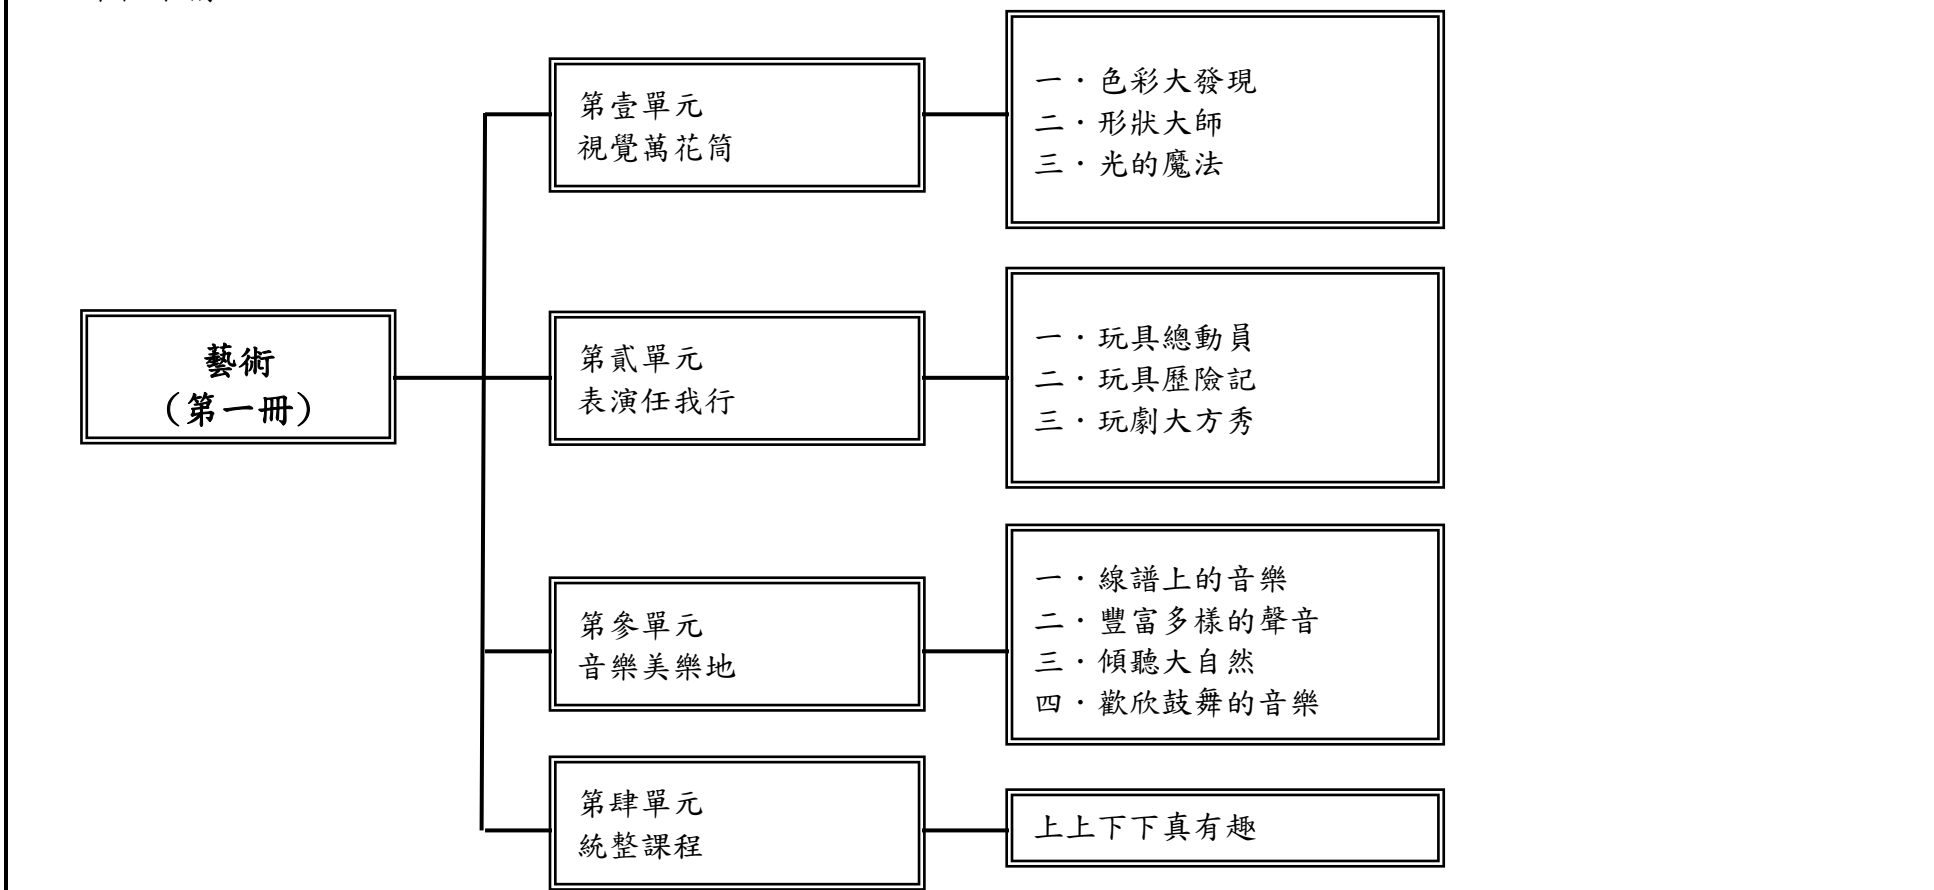 藝術
(第一冊)
第壹單元
視覺萬花筒
一．色彩大發現
二．形狀大師
三．光的魔法
第貳單元
表演任我行
一．玩具總動員
二．玩具歷險記
三．玩劇大方秀
第參單元
音樂美樂地
一．線譜上的音樂
二．豐富多樣的聲音
三．傾聽大自然
四．歡欣鼓舞的音樂
第肆單元
統整課程
上上下下真有趣